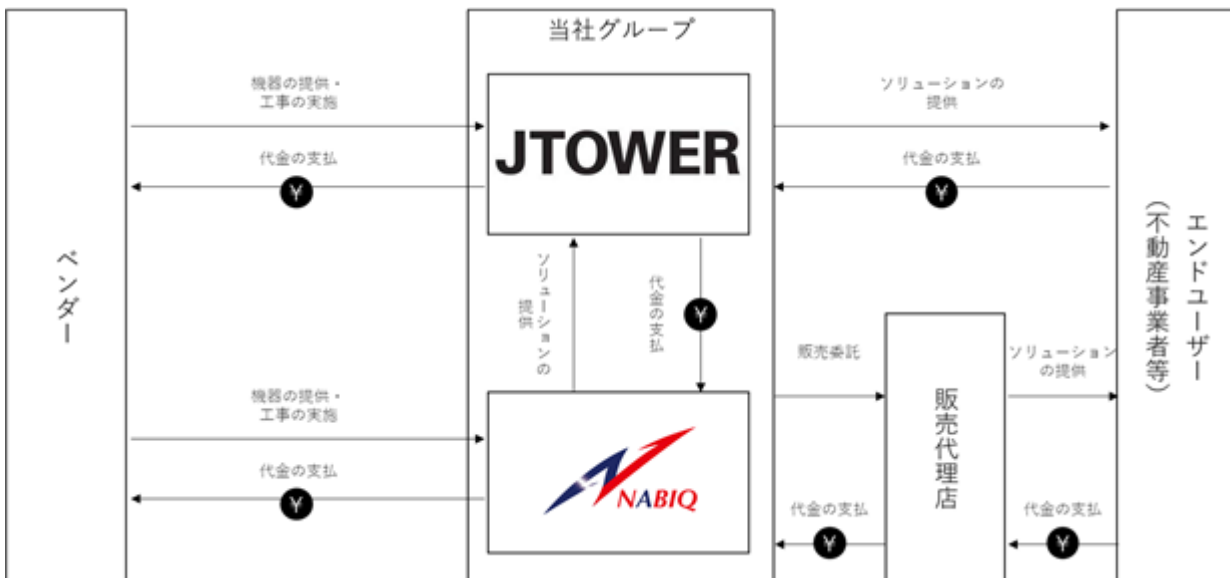 当社グループ
機器の提供・
工事の実施
代金の支払
¥
JTOWER
ソリューションの
提供
代金の支払
¥
ベンダー
ソリューションの
提供
代金の支払
¥
エンドユーザー
（不動産事業者等）
機器の提供・
工事の実施
代金の支払
¥
NABIQ
販売委託
代金の支払
¥
販売代理店
ソリューション
の提供
代金の支払
¥